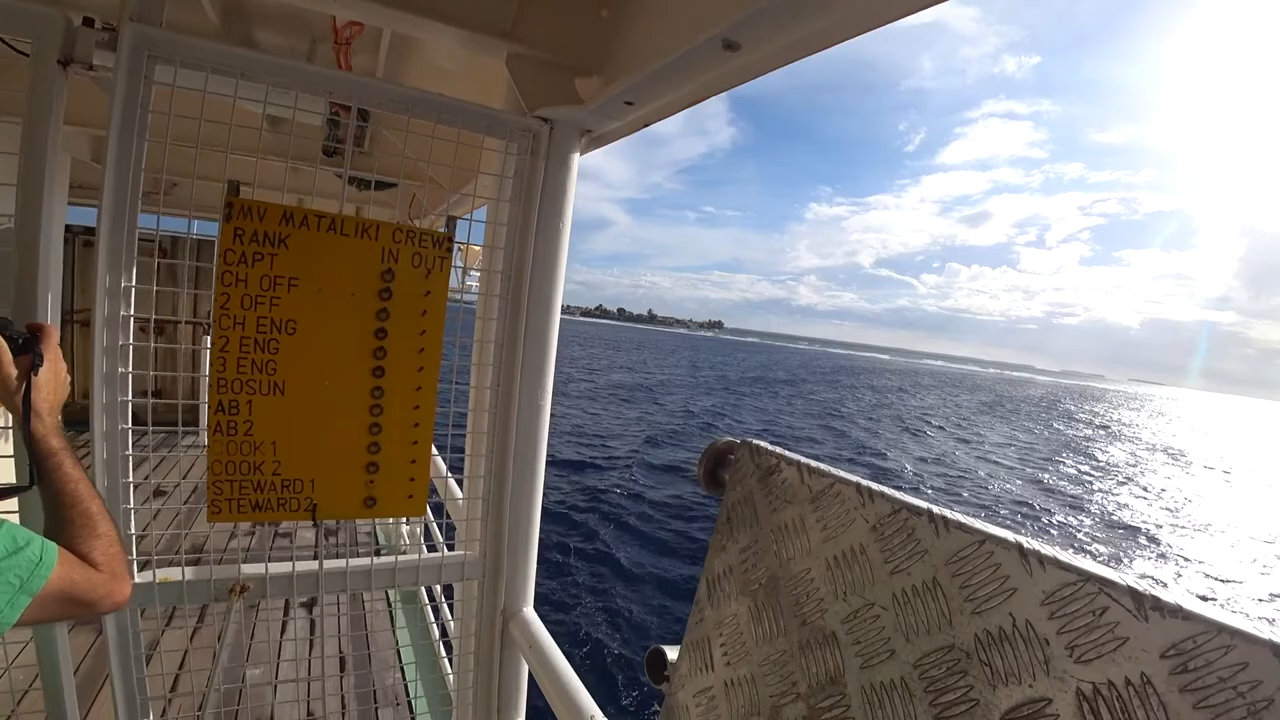 MV MATALIKI CREW
RANK IN OUT
CAPT
CH OFF
2 OFF
CH ENG
2 ENG
3 ENG
BOSUN
AB1
AB2
COOK1
COOK2
STEWARD1
STEWARD2